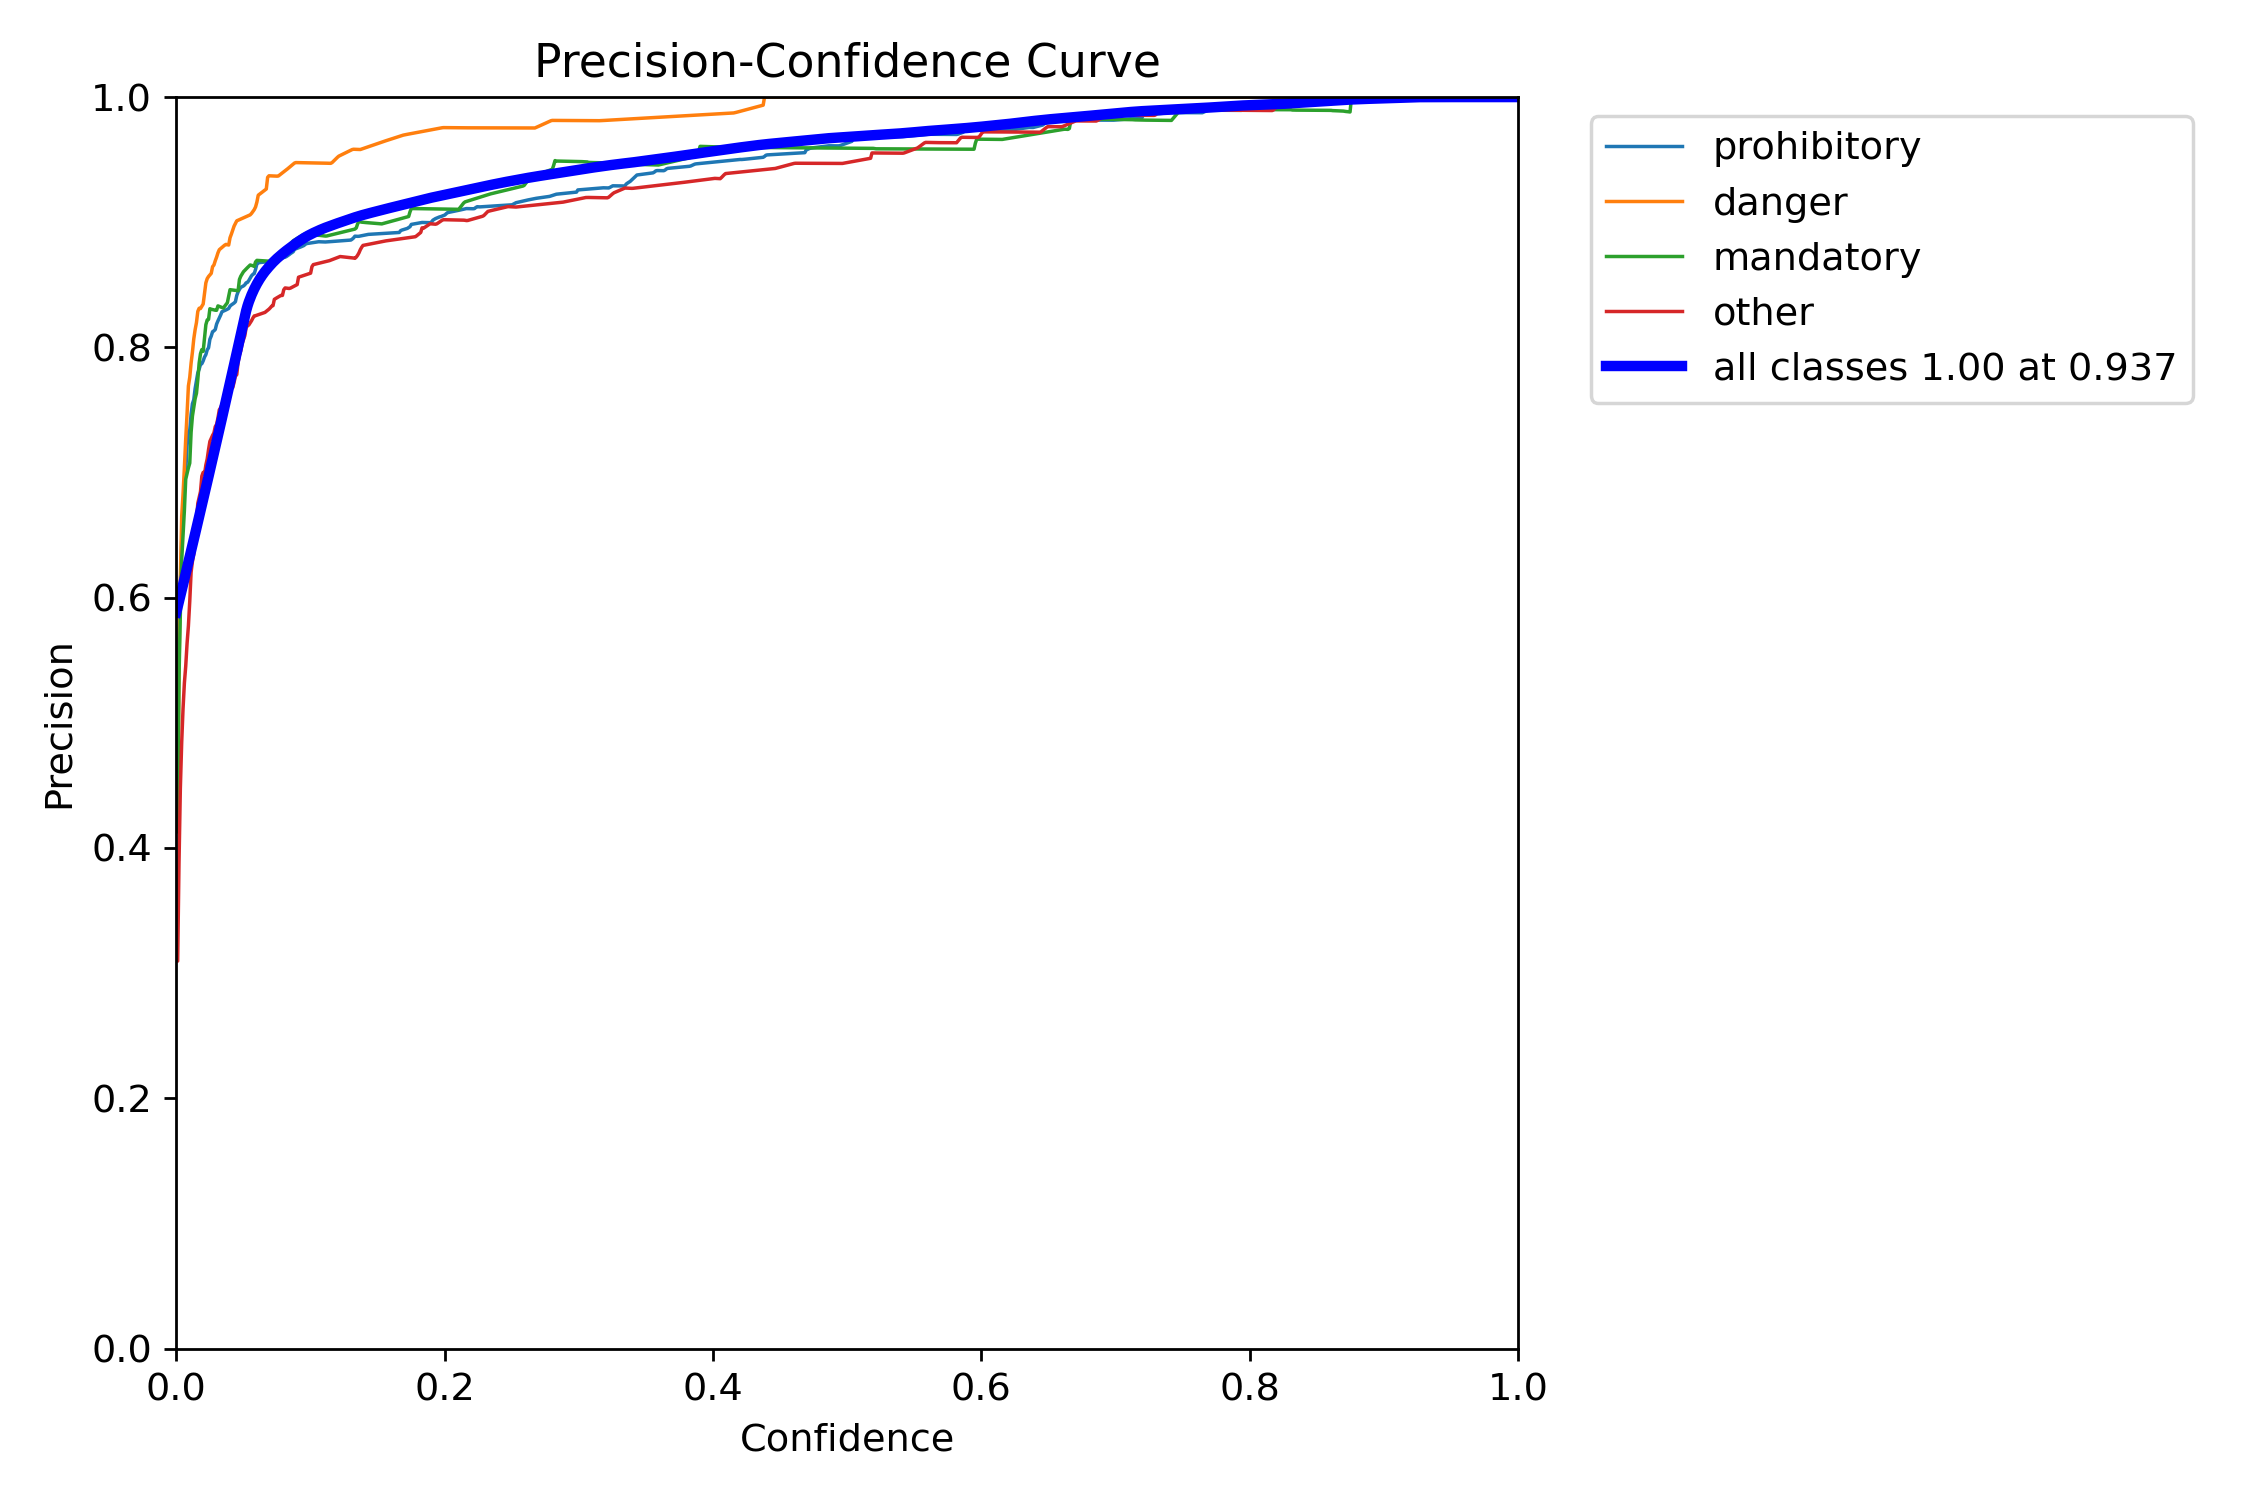 Precision-Confidence Curve
1.0
0.8
0.6
0.4
0.2
0.0
Precision
0.0 0.2 0.4 0.6 0.8 1.0
Confidence
prohibitory
danger
mandatory
other
all classes 1.00 at 0.937